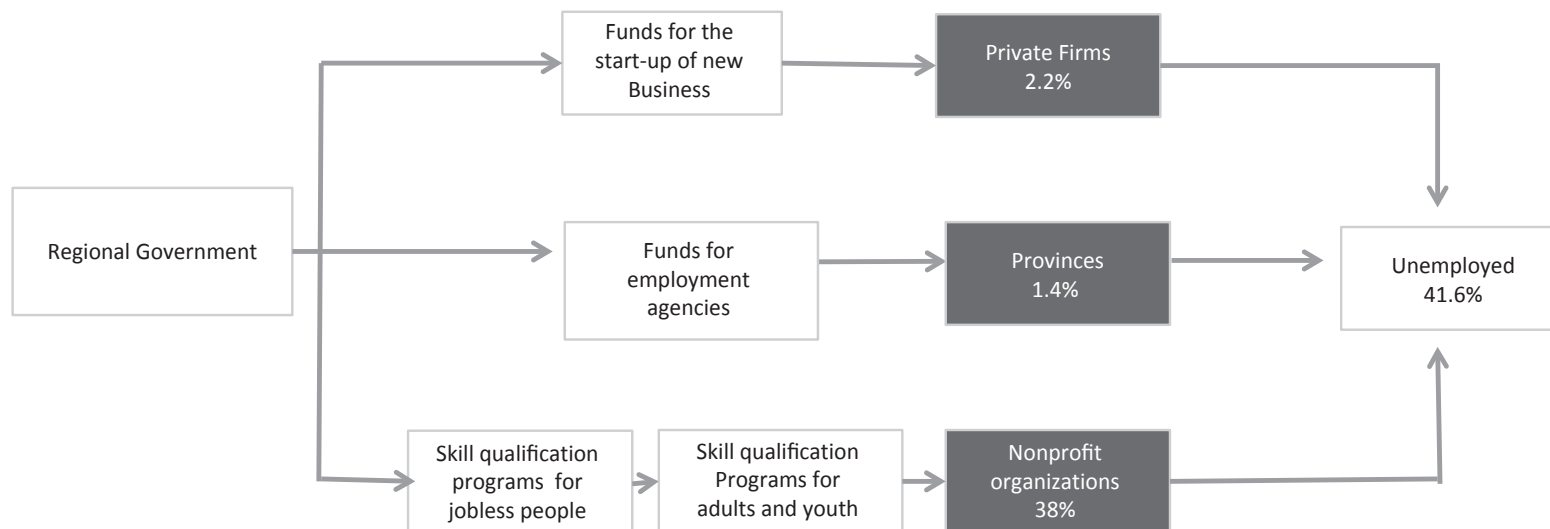 Funds for the
start-up of new
Business
Private Firms
2.2%
Regional Government
Funds for
employment
agencies
Provinces
1.4%
Unemployed
41.6%
Skill qualification
programs for
jobless people
Skill qualification
Programs for
adults and youth
Nonprofit
organizations
38%